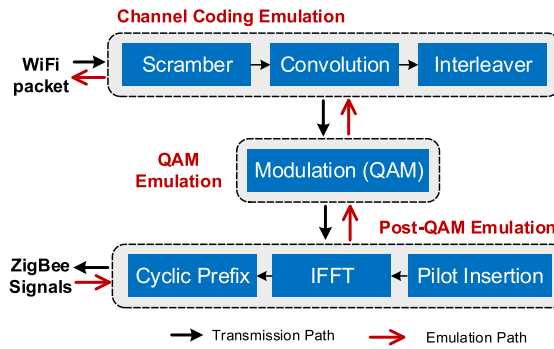 Channel Coding Emulation
WiFi
packet
Scramber
Convolution
Interleaver
QAM
Emulation
Modulation (QAM)
Post-QAM Emulation
ZigBee
Signals
Cyclic Prefix
IFFT
Pilot Insertion
Transmission Path
Emulation Path